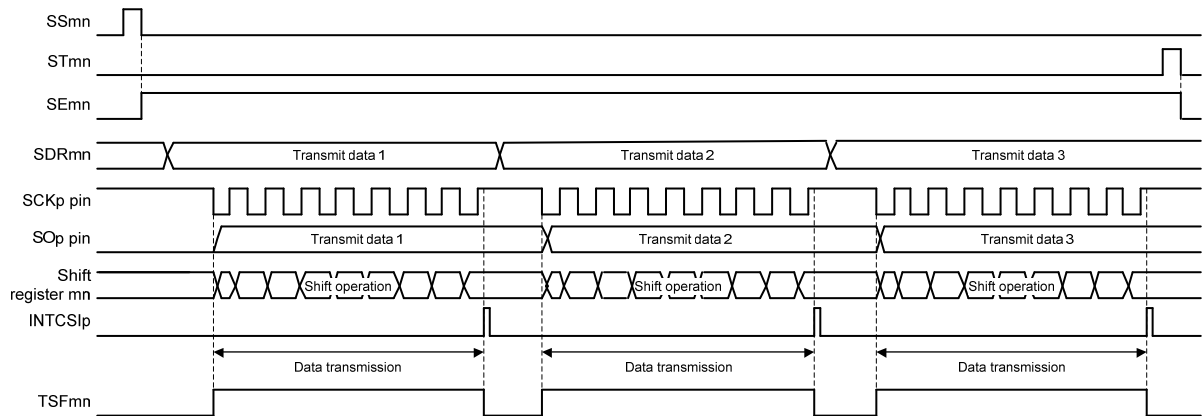 SSmn
STmn
SEmn
SDRmn
Transmit data 1
Transmit data 2
Transmit data 3
SCKp pin
SOp pin
Transmit data 1
Transmit data 2
Transmit data 3
Shift
register mn
Shift operation
Shift operation
Shift operation
INTCSIp
Data transmission
Data transmission
Data transmission
TSFmn